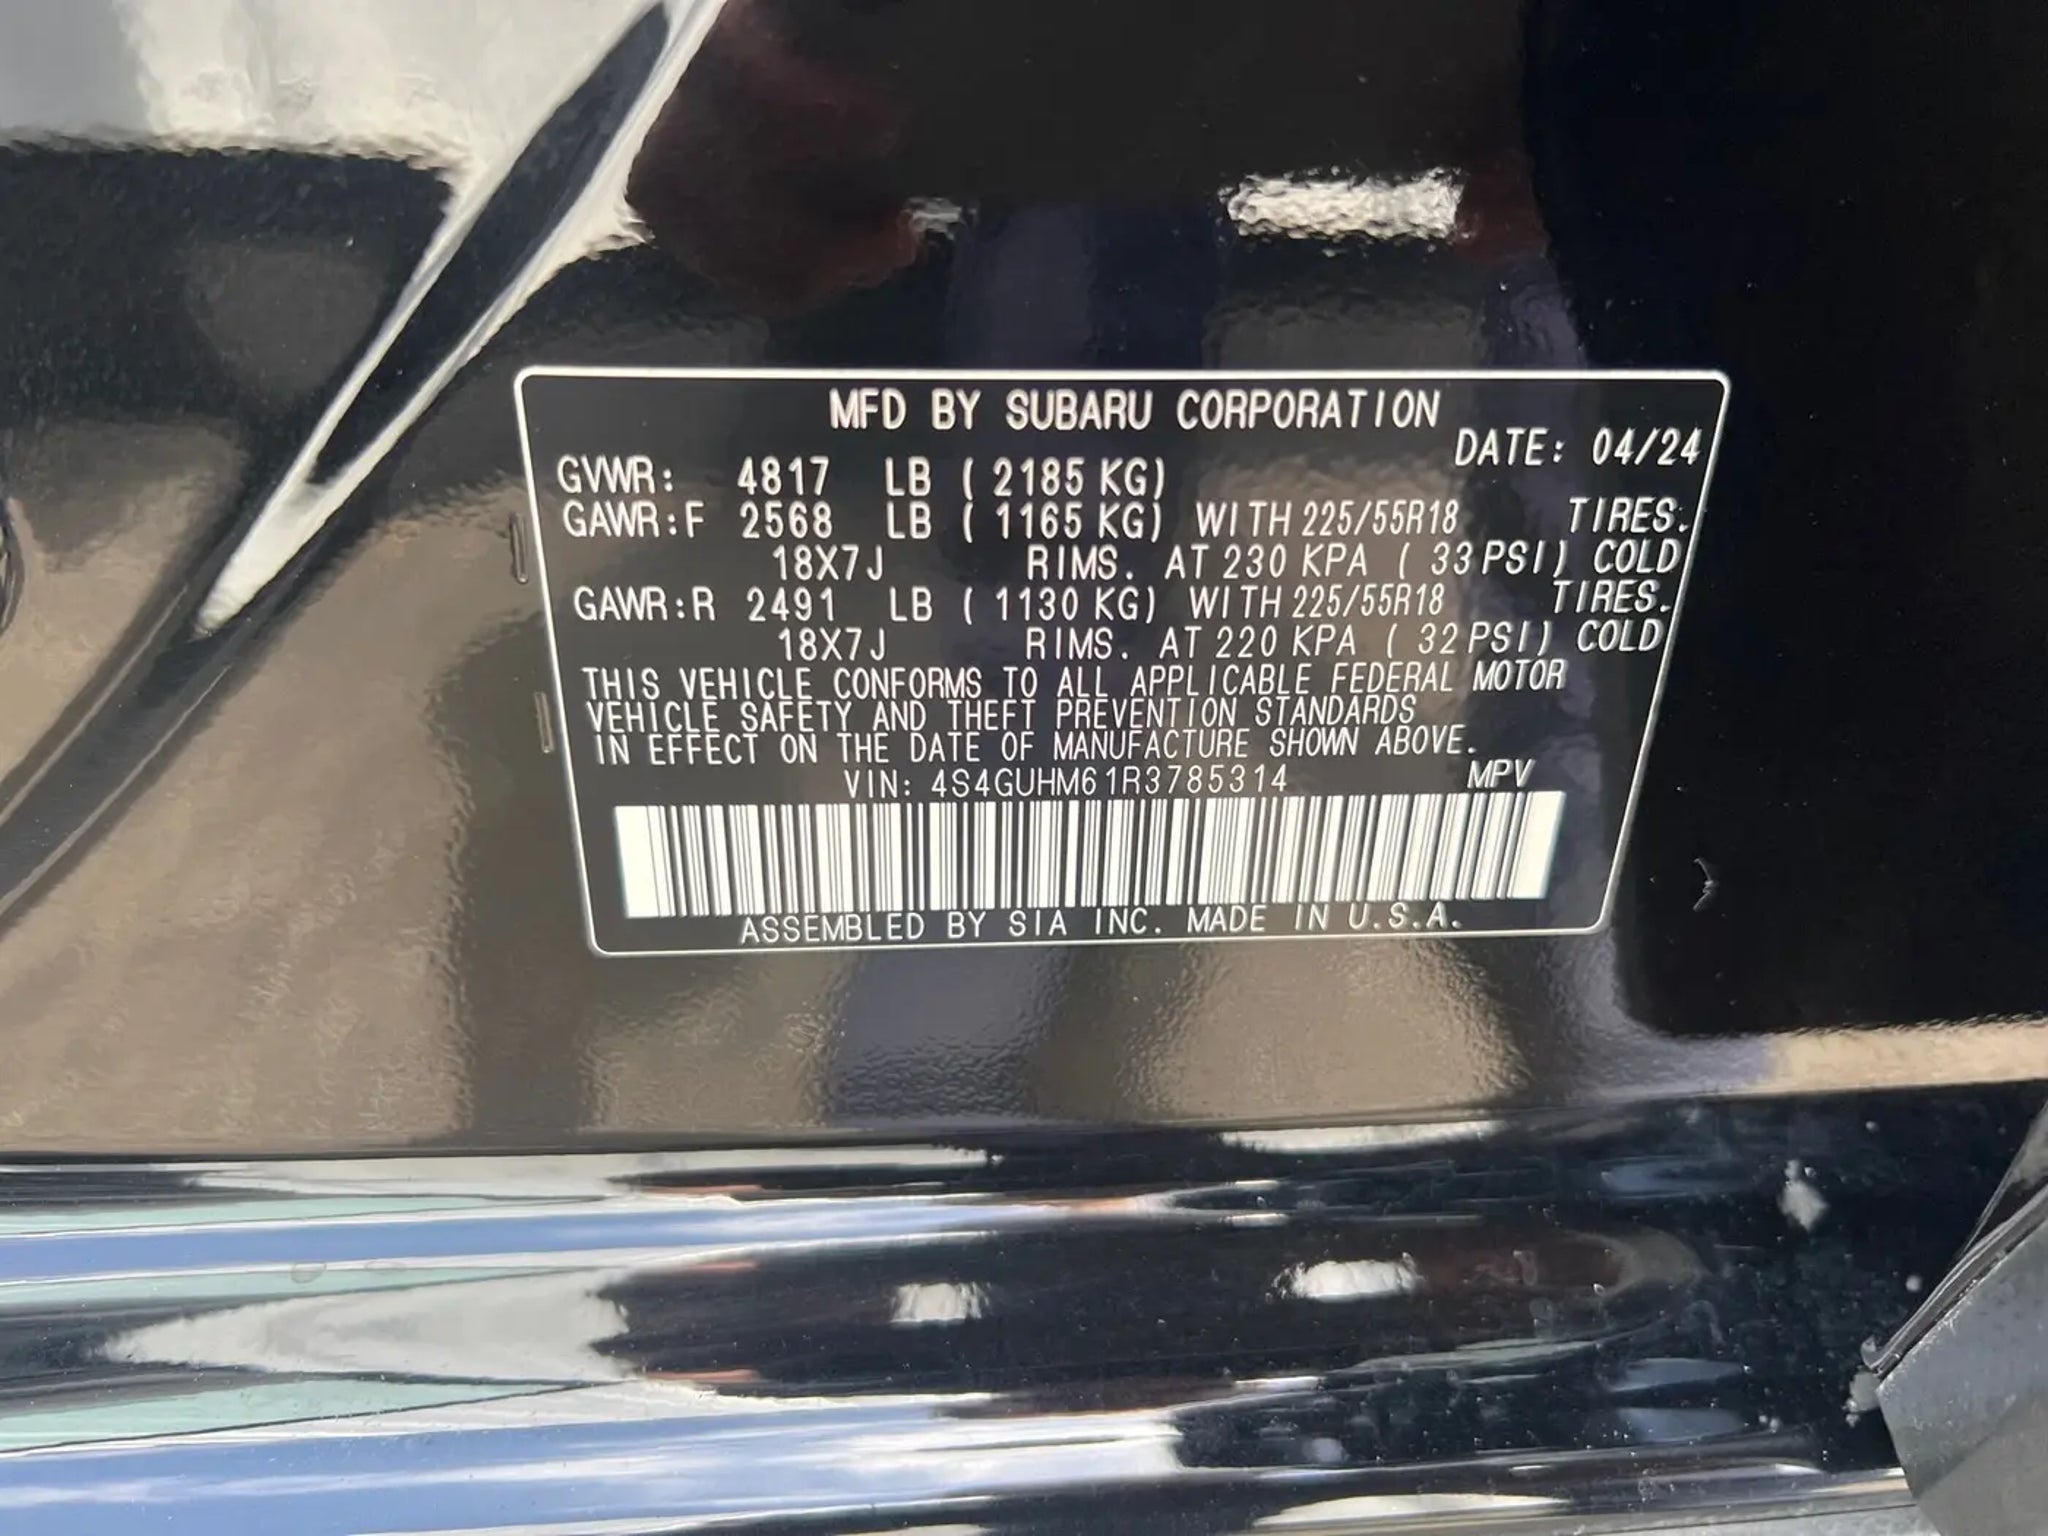 MFD BY SUBARU CORPORATION
DATE: 04/24
GVWR: 4817 LB ( 2185 KG)
GAWR:F 2568 LB ( 1165 KG) WITH 225/55R18 TIRES.
18X7J RIMS. AT 230 KPA ( 33 PSI) COLD
GAWR:R 2491 LB ( 1130 KG) WITH 225/55R18 TIRES.
18X7J RIMS. AT 220 KPA ( 32 PSI) COLD
THIS VEHICLE CONFORMS TO ALL APPLICABLE FEDERAL MOTOR
VEHICLE SAFETY AND THEFT PREVENTION STANDARDS
IN EFFECT ON THE DATE OF MANUFACTURE SHOWN ABOVE.
VIN: 4S4GUHM61R3785314 MPV
ASSEMBLED BY SIA INC. MADE IN U.S.A.